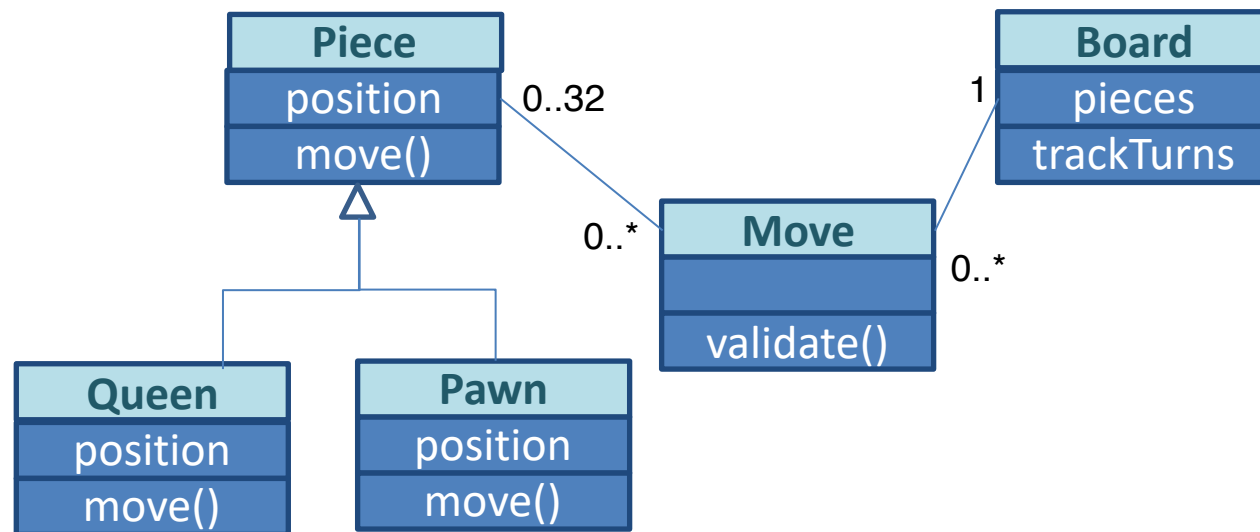 Piece
position
move()
0..32
0..*
Board
pieces
trackTurns
1
0..*
Move
validate()
Queen
position
move()
Pawn
position
move()